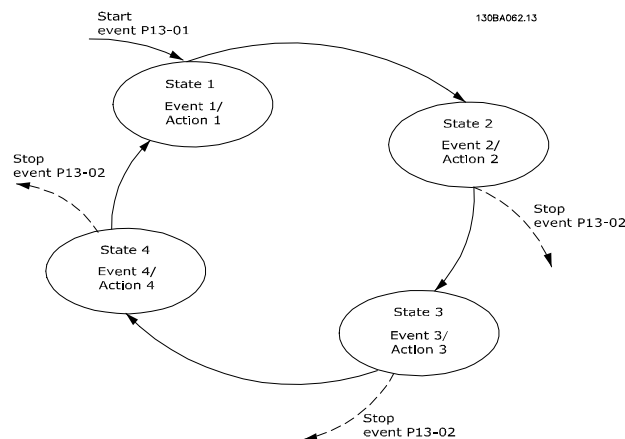 Start
event P13-01
130BA062.13
State 1
Event 1/
Action 1
State 2
Event 2/
Action 2
Stop
event P13-02
Stop
event P13-02
State 4
Event 4/
Action 4
State 3
Event 3/
Action 3
Stop
event P13-02